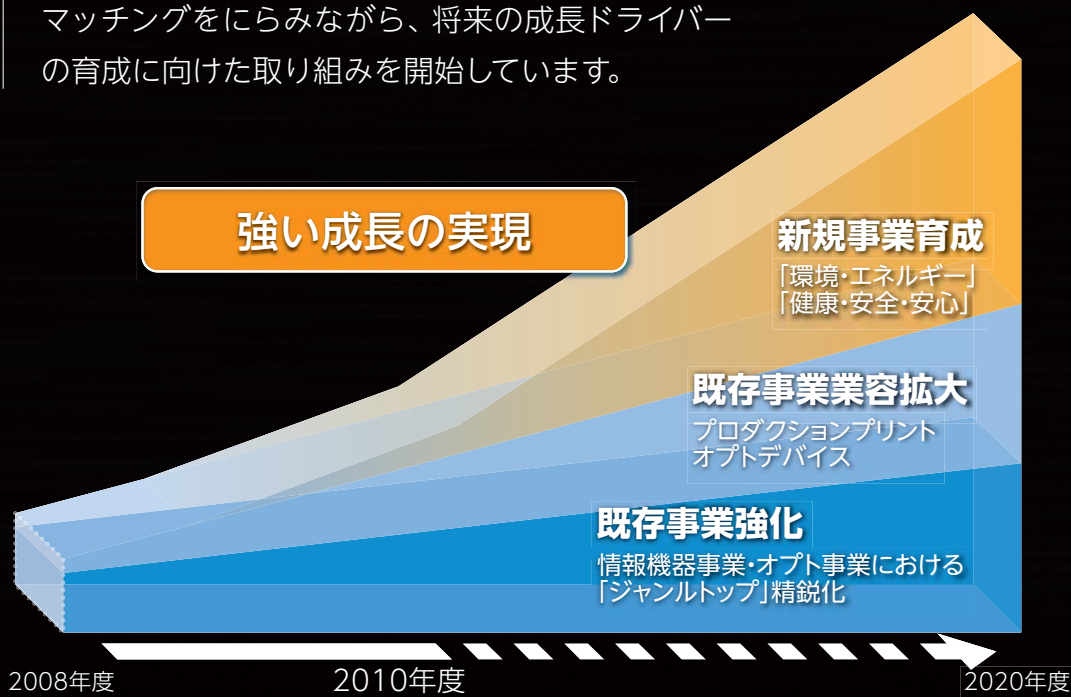 マッチングをにらみながら、将来の成長ドライバー
の育成に向けた取り組みを開始しています。
強い成長の実現
新規事業育成
「環境・エネルギー」
「健康・安全・安心」
既存事業業容拡大
プロダクションプリント
オプトデバイス
既存事業強化
情報機器事業・オプト事業における
「ジャンルトップ」精鋭化
2008年度
2010年度
2020年度